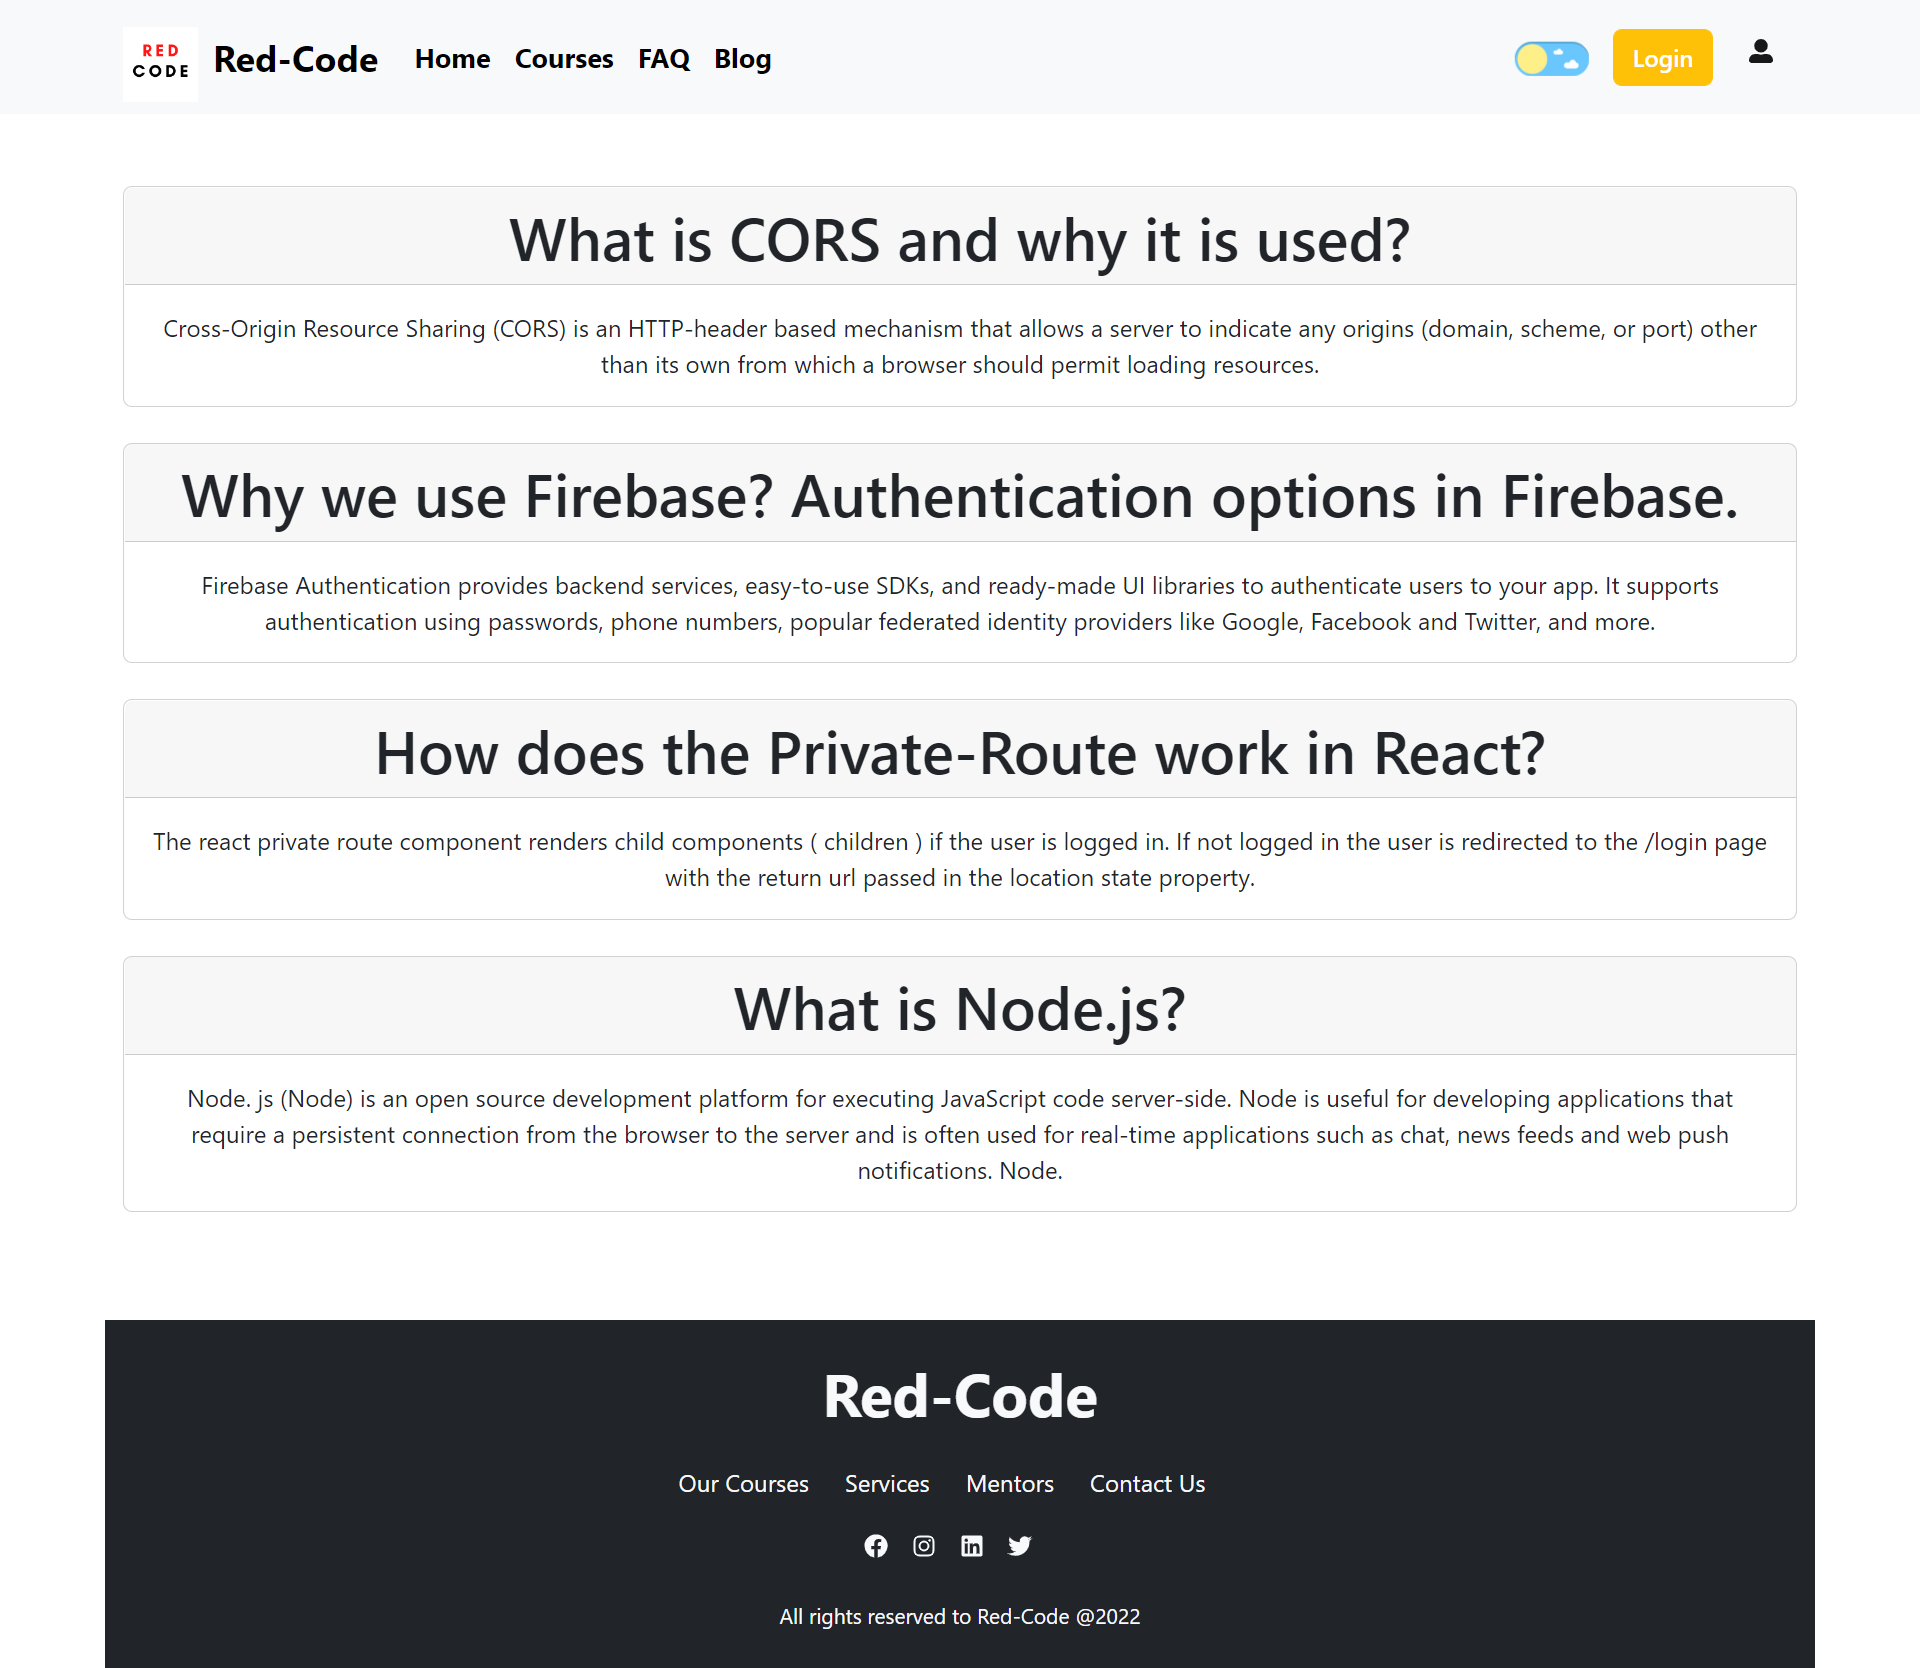 RED
CODE
Red-Code
Home
Courses
FAQ
Blog
Login
What is CORS and why it is used?
Cross-Origin Resource Sharing (CORS) is an HTTP-header based mechanism that allows a server to indicate any origins (domain, scheme, or port) other
than its own from which a browser should permit loading resources.
Why we use Firebase? Authentication options in Firebase.
Firebase Authentication provides backend services, easy-to-use SDKs, and ready-made UI libraries to authenticate users to your app. It supports
authentication using passwords, phone numbers, popular federated identity providers like Google, Facebook and Twitter, and more.
How does the Private-Route work in React?
The react private route component renders child components ( children ) if the user is logged in. If not logged in the user is redirected to the /login page
with the return url passed in the location state property.
What is Node.js?
Node. js (Node) is an open source development platform for executing JavaScript code server-side. Node is useful for developing applications that
require a persistent connection from the browser to the server and is often used for real-time applications such as chat, news feeds and web push
notifications. Node.
Red-Code
Our Courses
Services
Mentors
Contact Us
All rights reserved to Red-Code @2022